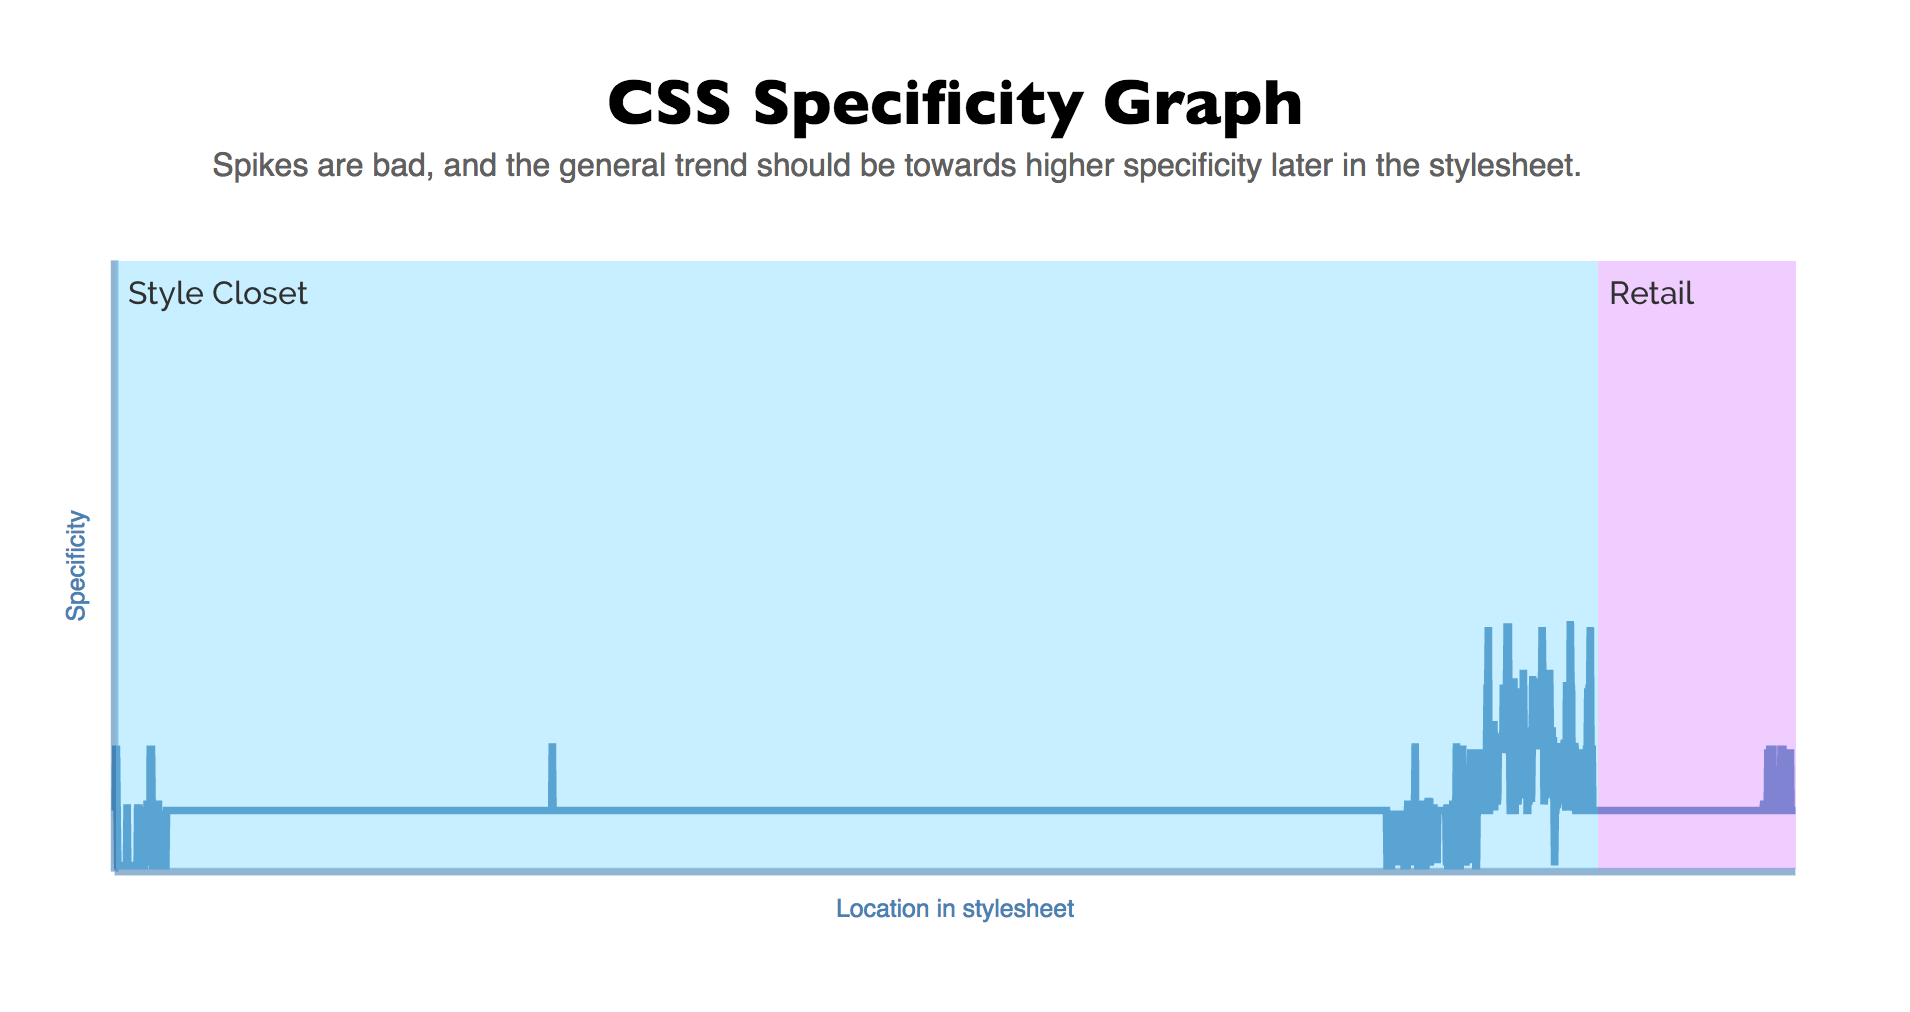 CSS Specificity Graph
Spikes are bad, and the general trend should be towards higher specificity later in the stylesheet.
Style Closet
Retail
Specificity
Location in stylesheet